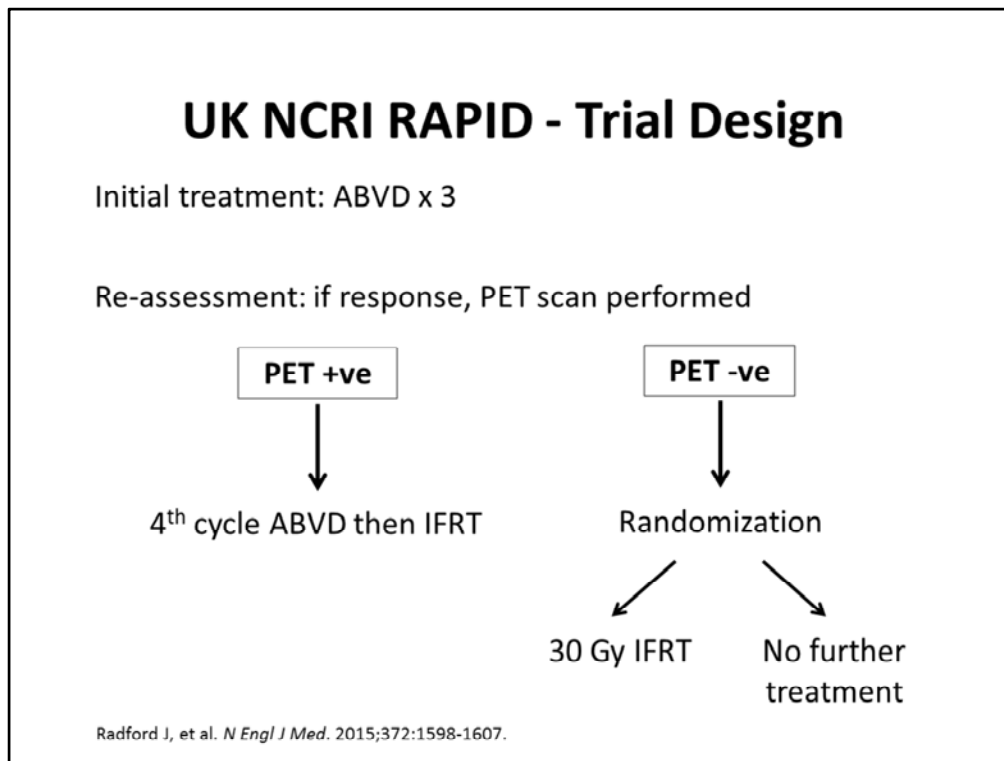 UK NCRI RAPID - Trial Design
Initial treatment: ABVD x 3
Re-assessment: if response, PET scan performed
PET +ve
PET -ve
4th cycle ABVD then IFRT
Randomization
30 Gy IFRT
No further
treatment
Radford J, et al. N Engl J Med. 2015;372:1598-1607.